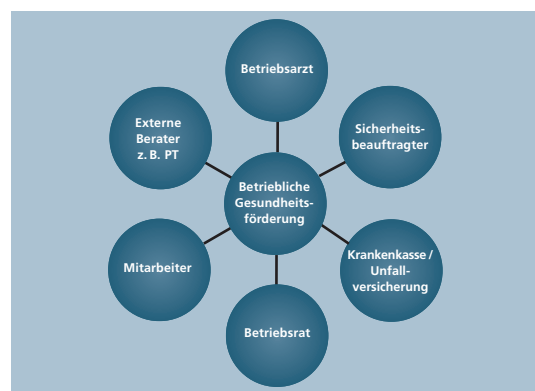 Betriebsarzt
Externe
Berater
z. B. PT
Sicherheits-
beauftragter
Betriebliche
Gesundheits-
förderung
Mitarbeiter
Krankenkasse /
Unfall-
versicherung
Betriebsrat